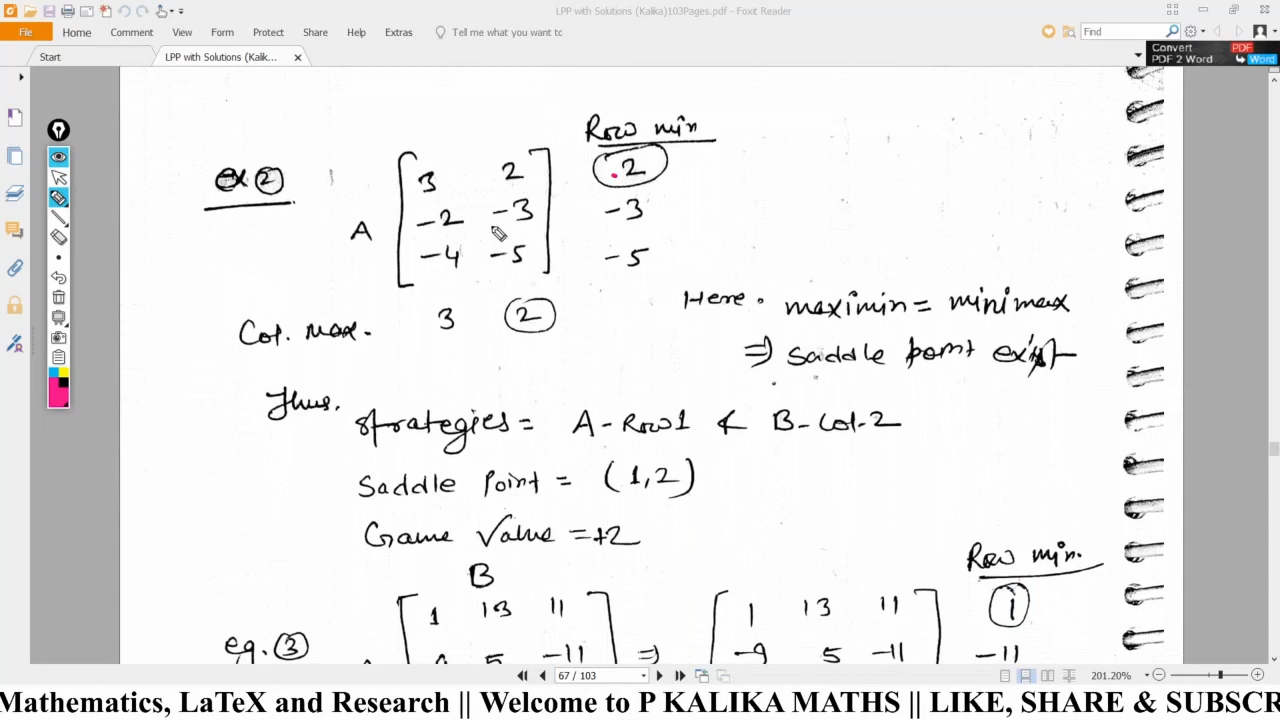 LPP with Solutions (Kalika)103Pages.pdf - Foxit Reader
File Home Comment View Form Protect Share Help Extras Tell me what you want to Find
Start LPP with Solutions (Kalik... Convert PDF
PDF 2 Word Word
Row min
ex 2 3 2 2
A -2 -3 -3
-4 -5 -5
Col. max. 3 2
Here. maximin = minimax
⇒ saddle point exist
Thus.
strategies = A-Row1 & B-Col-2
Saddle Point = (1,2)
Game Value = +2
B
Row min.
eg. 3 1 13 11 1 13 11 1
5 -11 ⇒ -9 5 -11 -11
67 / 103 201.20%
Mathematics, LaTeX and Research || Welcome to P KALIKA MATHS || LIKE, SHARE & SUBSCR